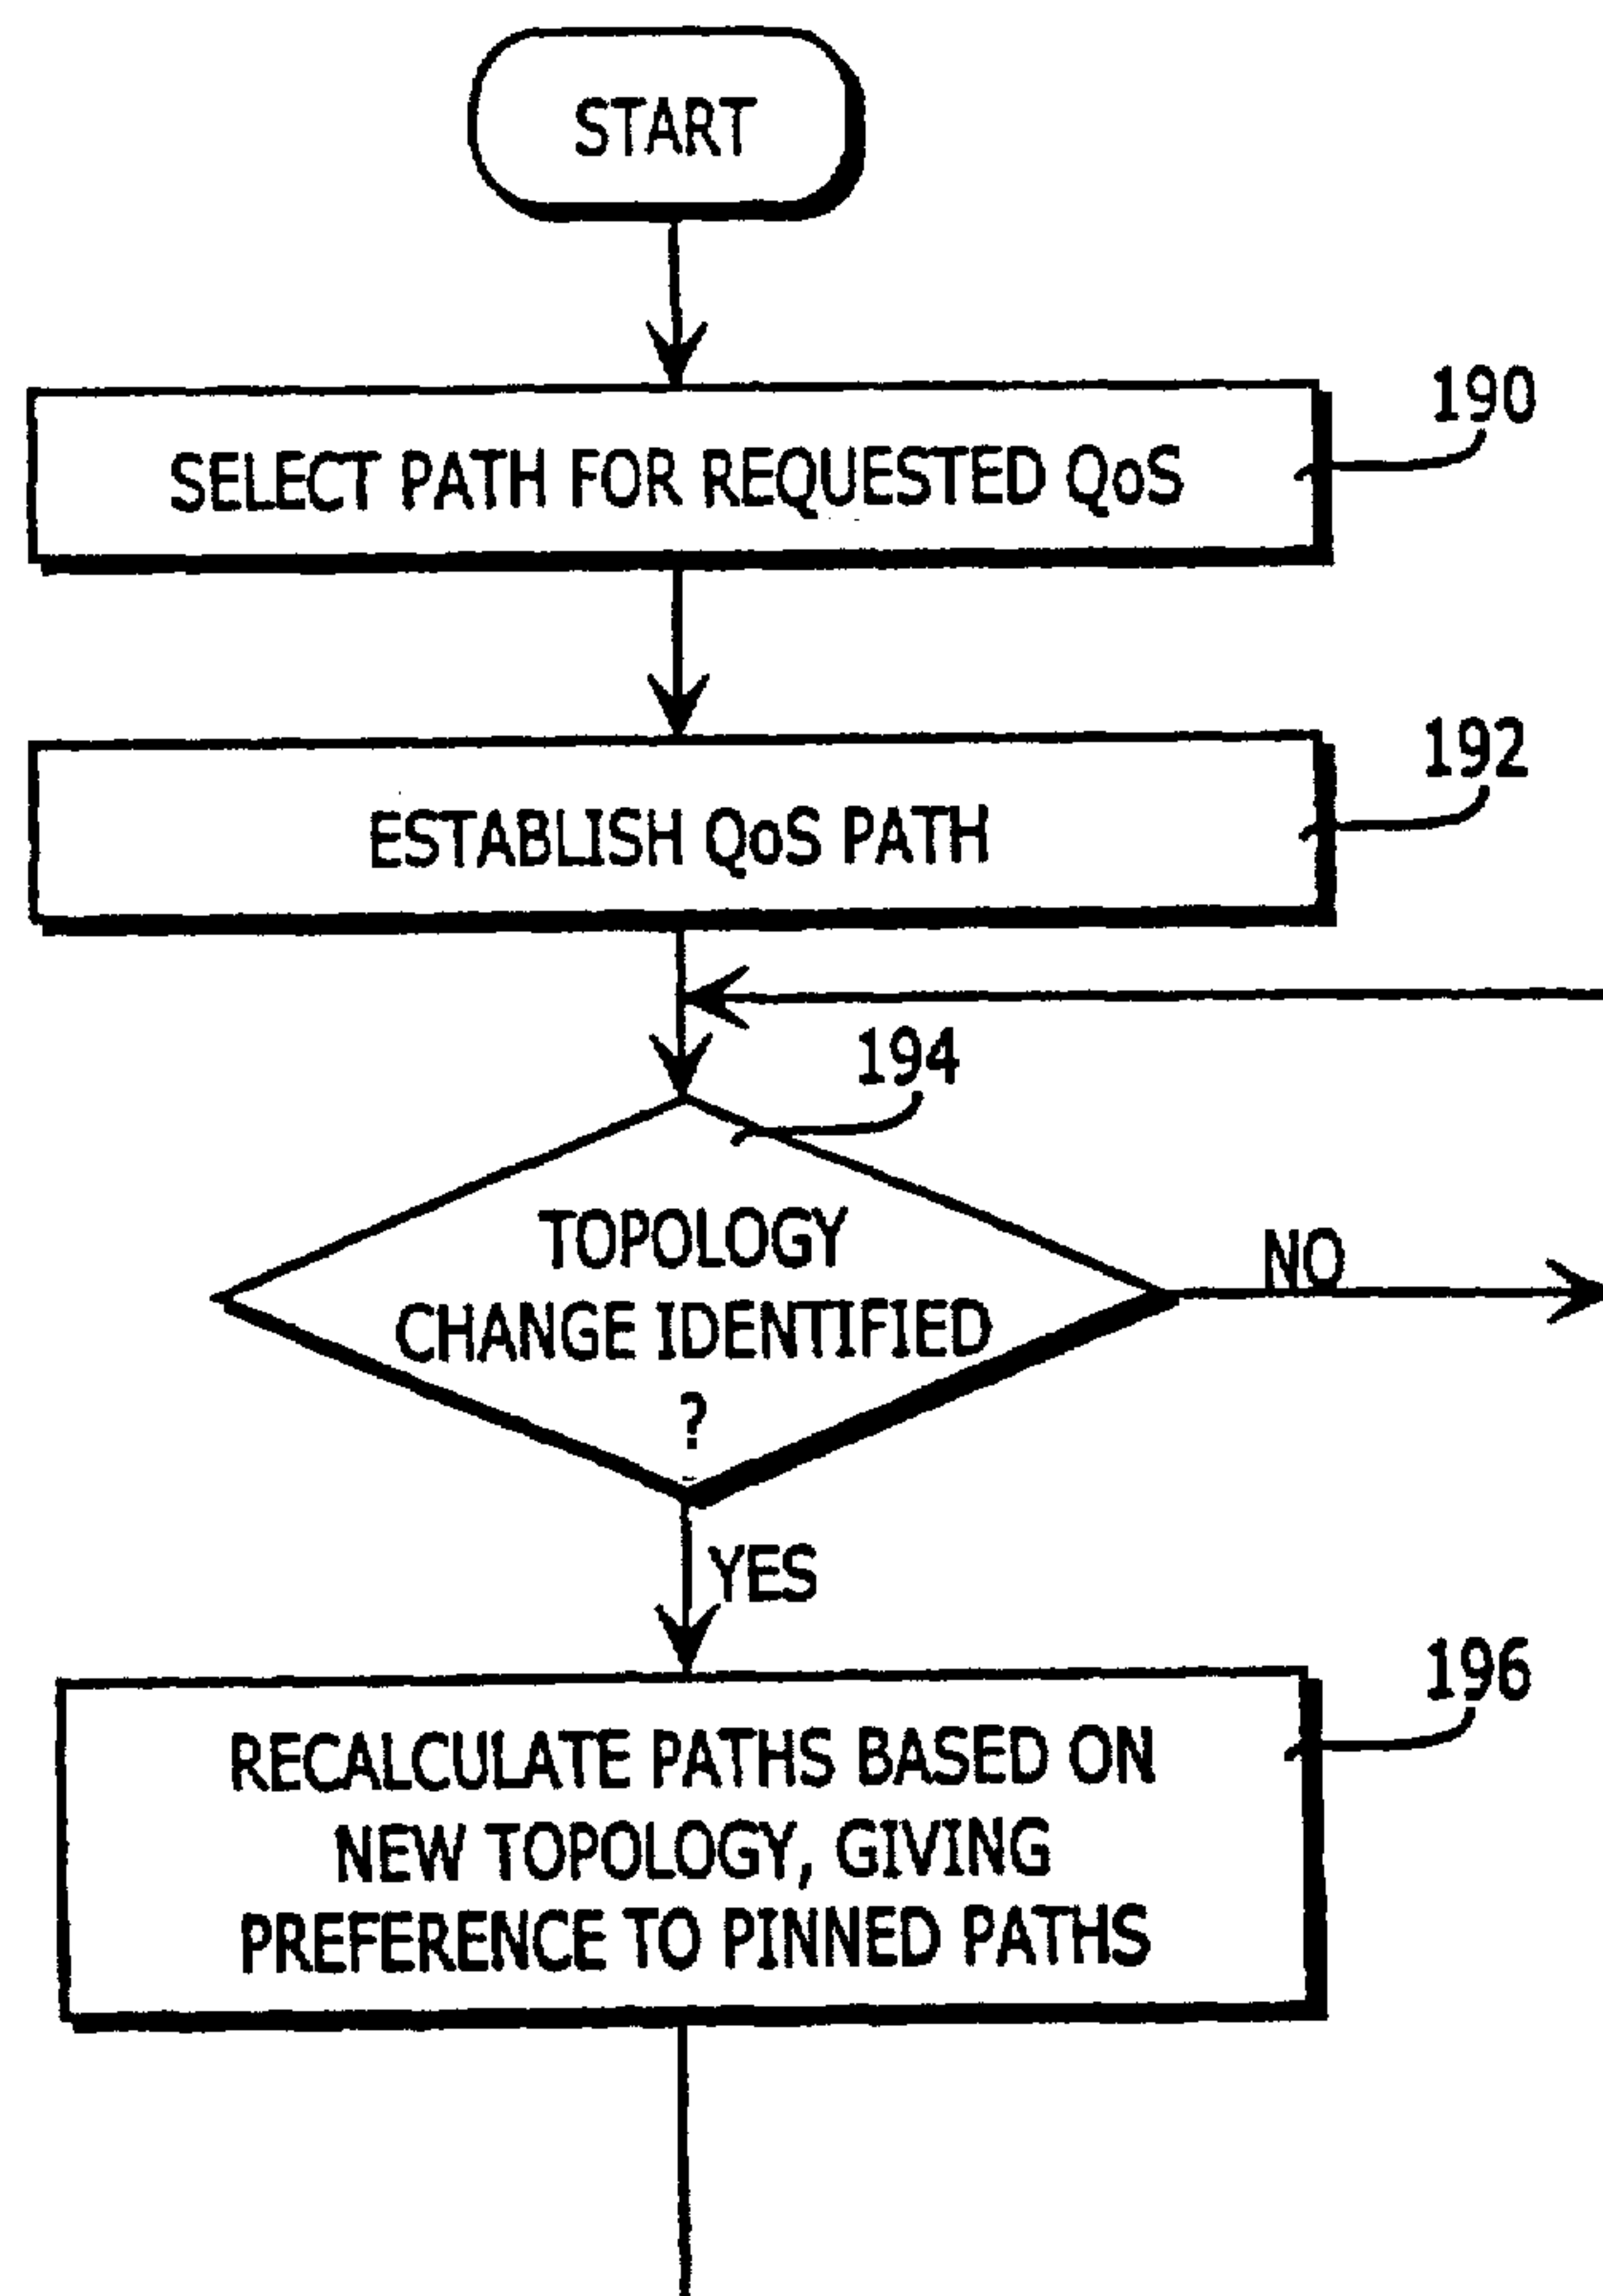 START
190
SELECT PATH FOR REQUESTED QoS
192
ESTABLISH QoS PATH
194
TOPOLOGY
CHANGE IDENTIFIED
?
NO
YES
196
RECALCULATE PATHS BASED ON
NEW TOPOLOGY, GIVING
PREFERENCE TO PINNED PATHS